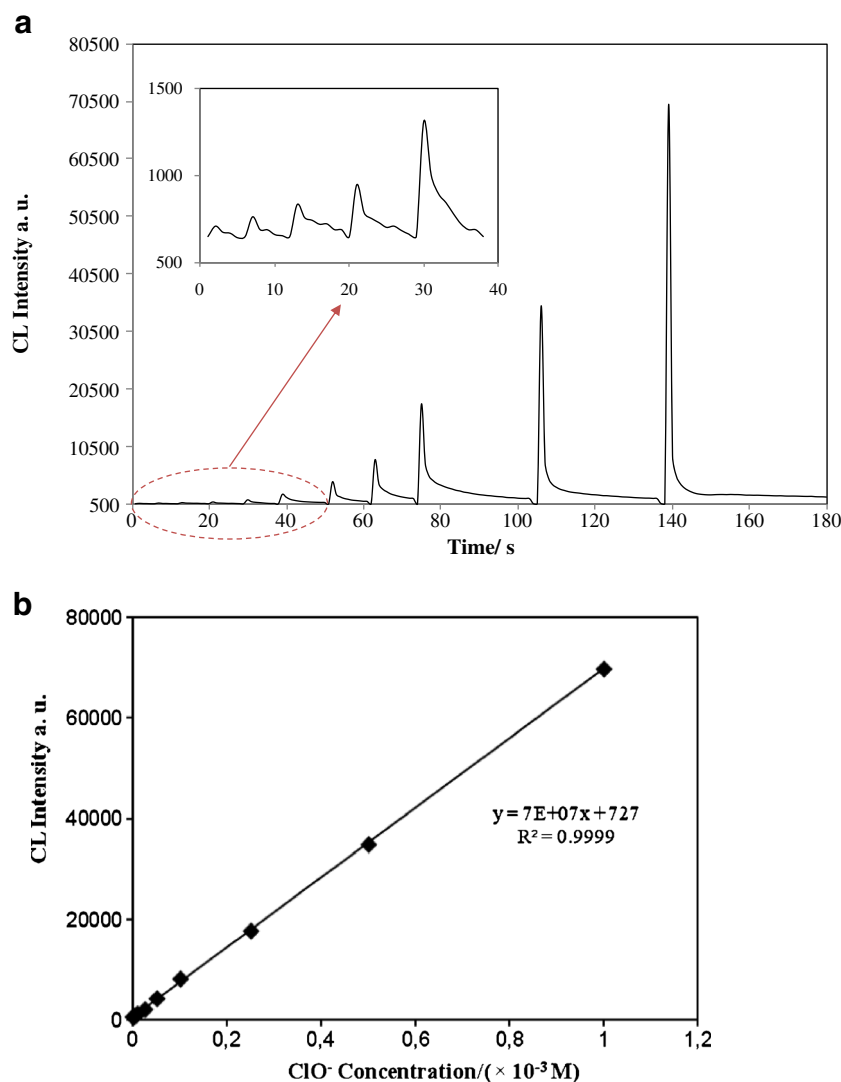 a
80500
70500
60500
50500
40500
30500
20500
10500
500
CL Intensity a. u.
0 20 40 60 80 100 120 140 160 180
Time/ s
1500
1000
500
0 10 20 30 40
b
80000
60000
40000
20000
0
CL Intensity a. u.
y = 7E+07x + 727
R² = 0.9999
0 0,2 0,4 0,6 0,8 1 1,2
ClO⁻ Concentration/( × 10⁻³ M)